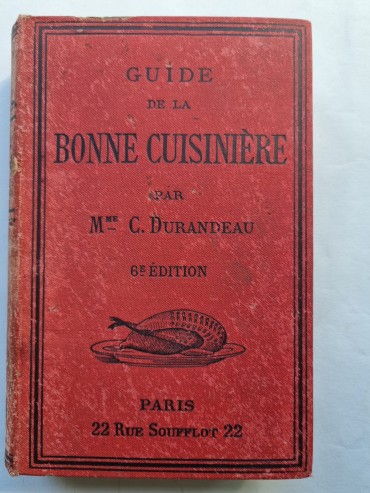 GUIDE
DE LA
BONNE CUISINIÈRE
PAR
MME C. DURANDEAU
6E ÉDITION
PARIS
22 RUE SOUFFLOT 22